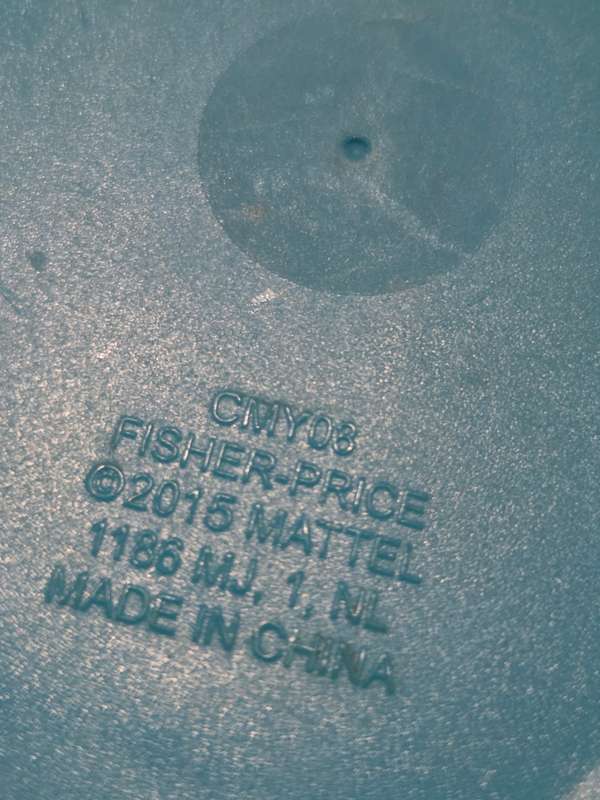 CMY08
FISHER-PRICE
©2015 MATTEL
1186 MJ, 1, NL
MADE IN CHINA